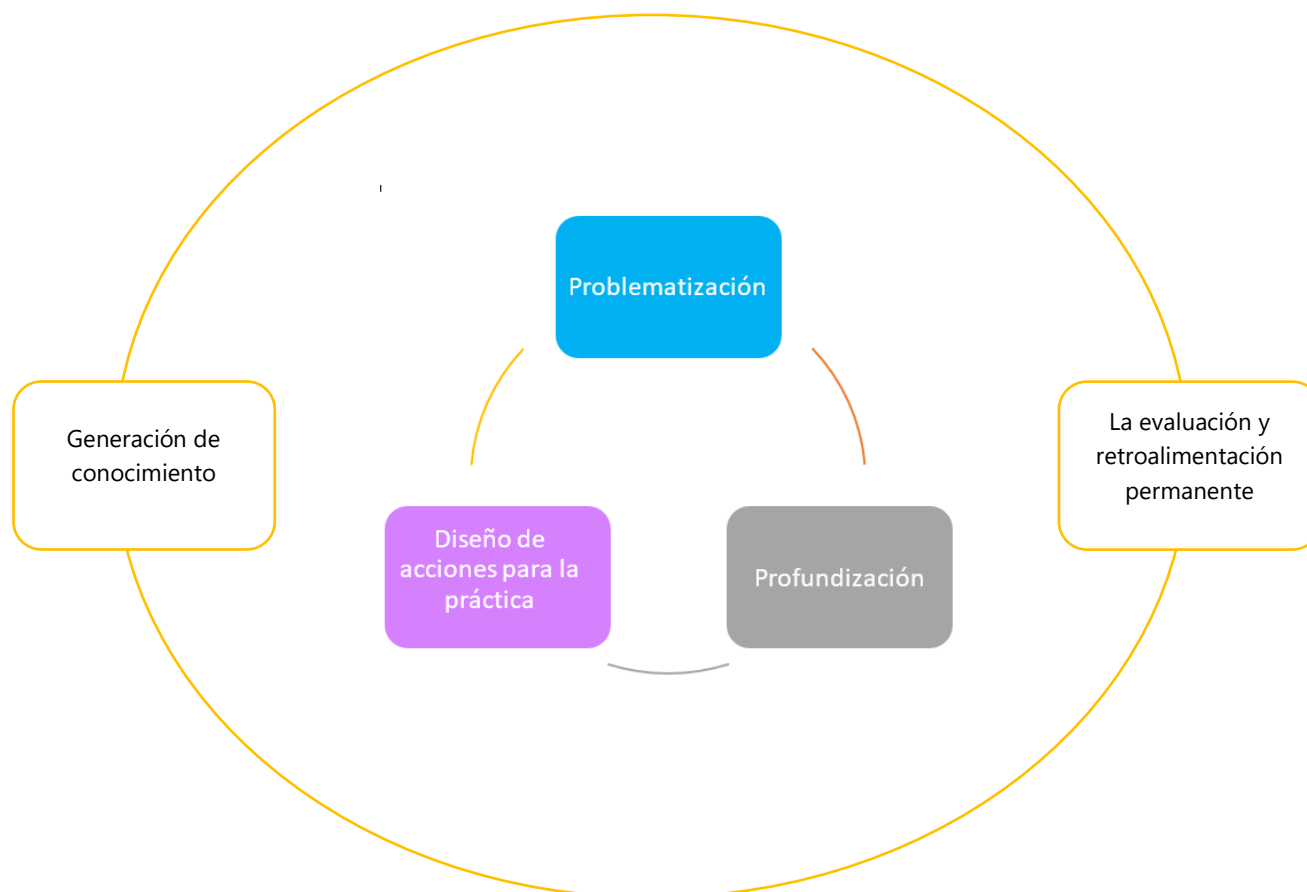 Problematización
Generación de
conocimiento
La evaluación y
retroalimentación
permanente
Diseño de
acciones para la
práctica
Profundización